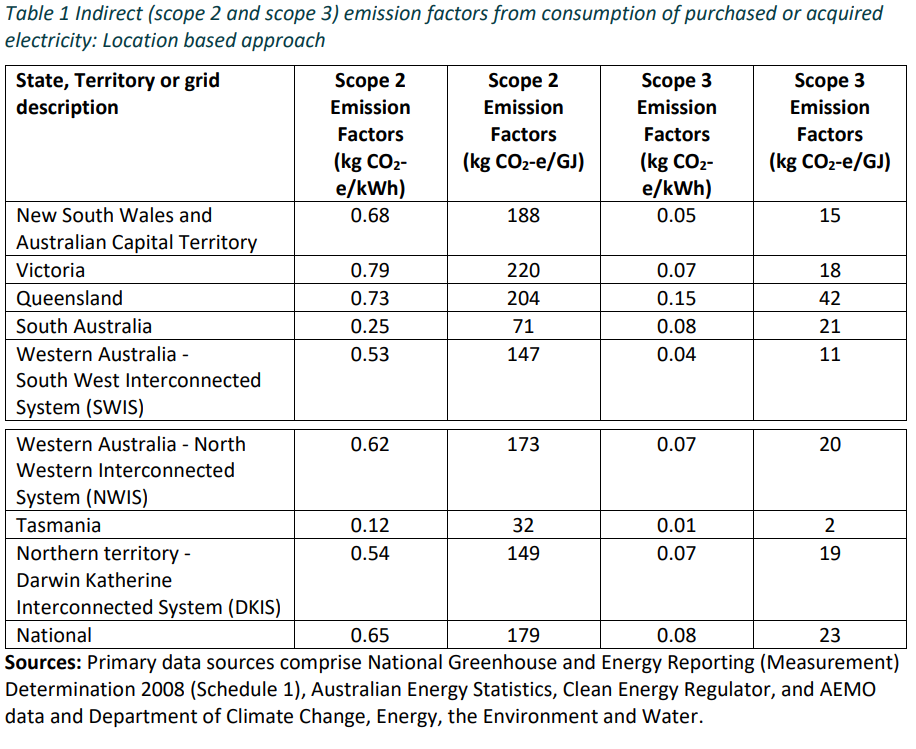 Table 1 Indirect (scope 2 and scope 3) emission factors from consumption of purchased or acquired
electricity: Location based approach
State, Territory or grid description | Scope 2 Emission Factors (kg CO₂-e/kWh) | Scope 2 Emission Factors (kg CO₂-e/GJ) | Scope 3 Emission Factors (kg CO₂-e/kWh) | Scope 3 Emission Factors (kg CO₂-e/GJ)
New South Wales and Australian Capital Territory | 0.68 | 188 | 0.05 | 15
Victoria | 0.79 | 220 | 0.07 | 18
Queensland | 0.73 | 204 | 0.15 | 42
South Australia | 0.25 | 71 | 0.08 | 21
Western Australia - South West Interconnected System (SWIS) | 0.53 | 147 | 0.04 | 11
Western Australia - North Western Interconnected System (NWIS) | 0.62 | 173 | 0.07 | 20
Tasmania | 0.12 | 32 | 0.01 | 2
Northern territory - Darwin Katherine Interconnected System (DKIS) | 0.54 | 149 | 0.07 | 19
National | 0.65 | 179 | 0.08 | 23
Sources: Primary data sources comprise National Greenhouse and Energy Reporting (Measurement)
Determination 2008 (Schedule 1), Australian Energy Statistics, Clean Energy Regulator, and AEMO
data and Department of Climate Change, Energy, the Environment and Water.